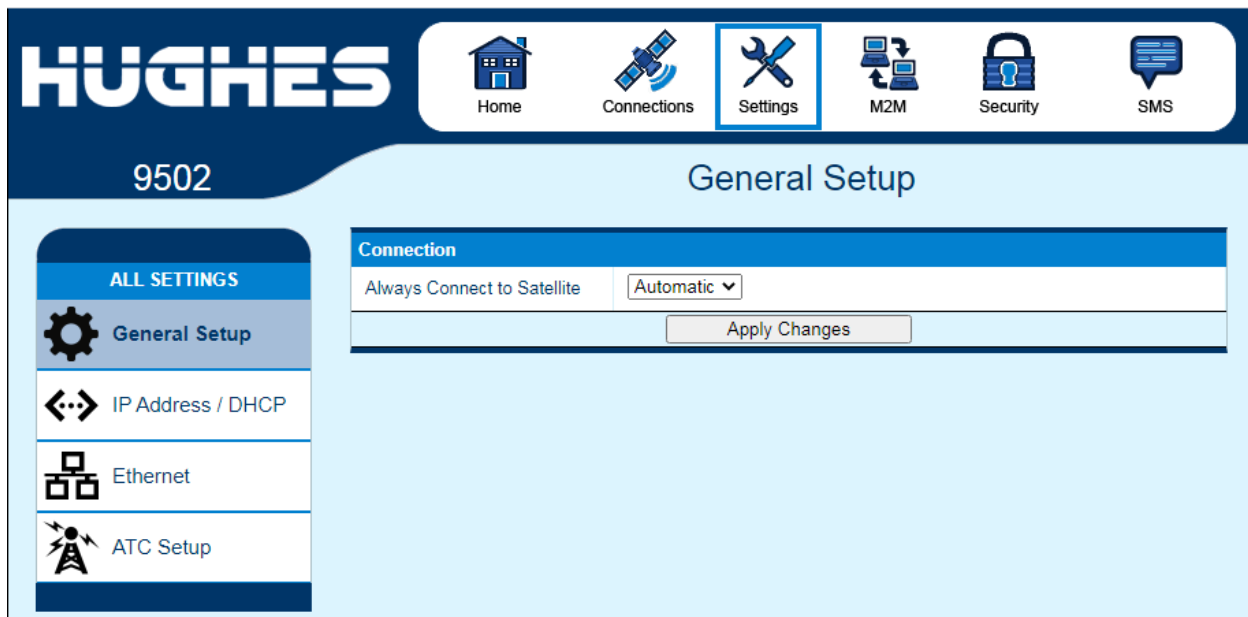 HUGHES
Home Connections Settings M2M Security SMS
9502
General Setup
ALL SETTINGS
General Setup
IP Address / DHCP
Ethernet
ATC Setup
Connection
Always Connect to Satellite Automatic
Apply Changes